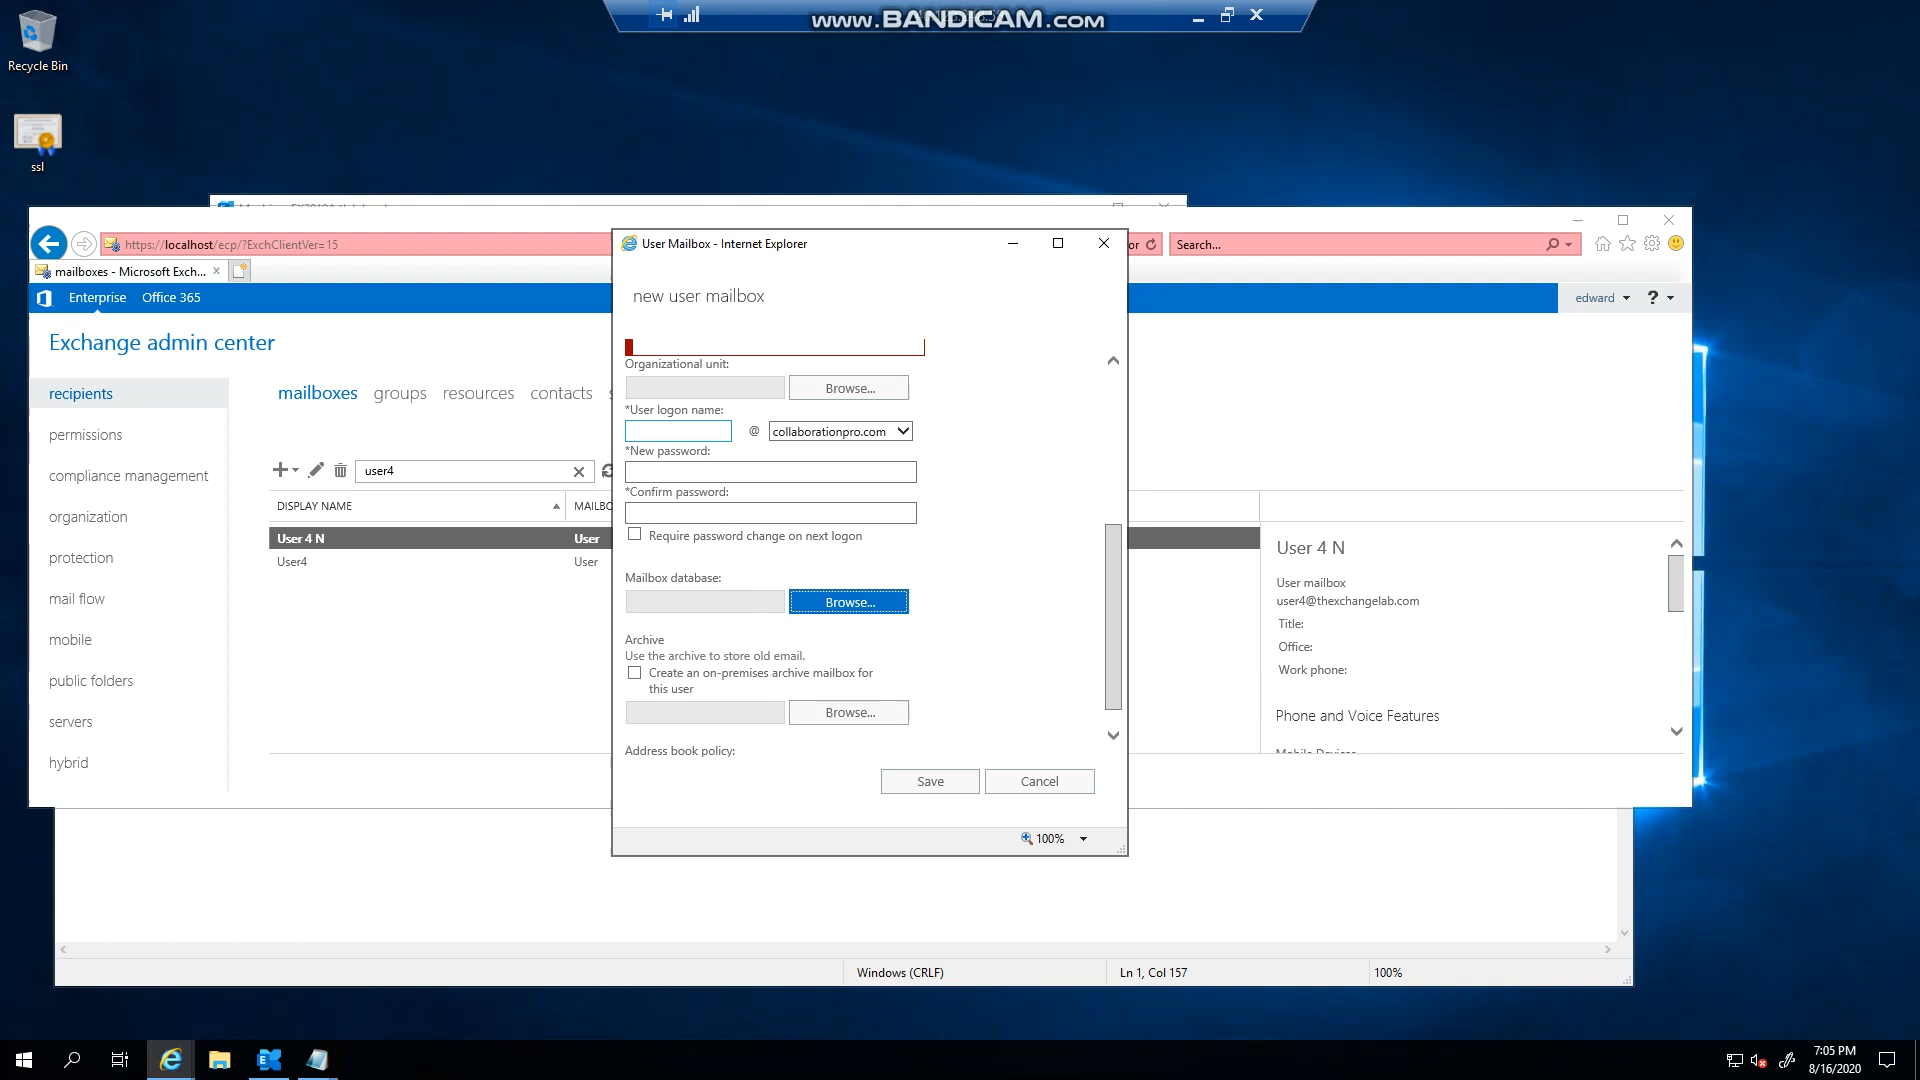 www.BANDICAM.com
Recycle Bin
ssl
https://localhost/ecp/?ExchClientVer=15
Search...
mailboxes - Microsoft Exch...
Enterprise
Office 365
edward
?
Exchange admin center
recipients
permissions
compliance management
organization
protection
mail flow
mobile
public folders
servers
hybrid
mailboxes
groups
resources
contacts
user4
DISPLAY NAME
MAILBO
User 4 N
User
User4
User
User Mailbox - Internet Explorer
new user mailbox
Organizational unit:
Browse...
*User logon name:
@
collaborationpro.com
*New password:
*Confirm password:
Require password change on next logon
Mailbox database:
Browse...
Archive
Use the archive to store old email.
Create an on-premises archive mailbox for
this user
Browse...
Address book policy:
Save
Cancel
100%
User 4 N
User mailbox
user4@thexchangelab.com
Title:
Office:
Work phone:
Phone and Voice Features
Windows (CRLF)
Ln 1, Col 157
100%
7:05 PM
8/16/2020